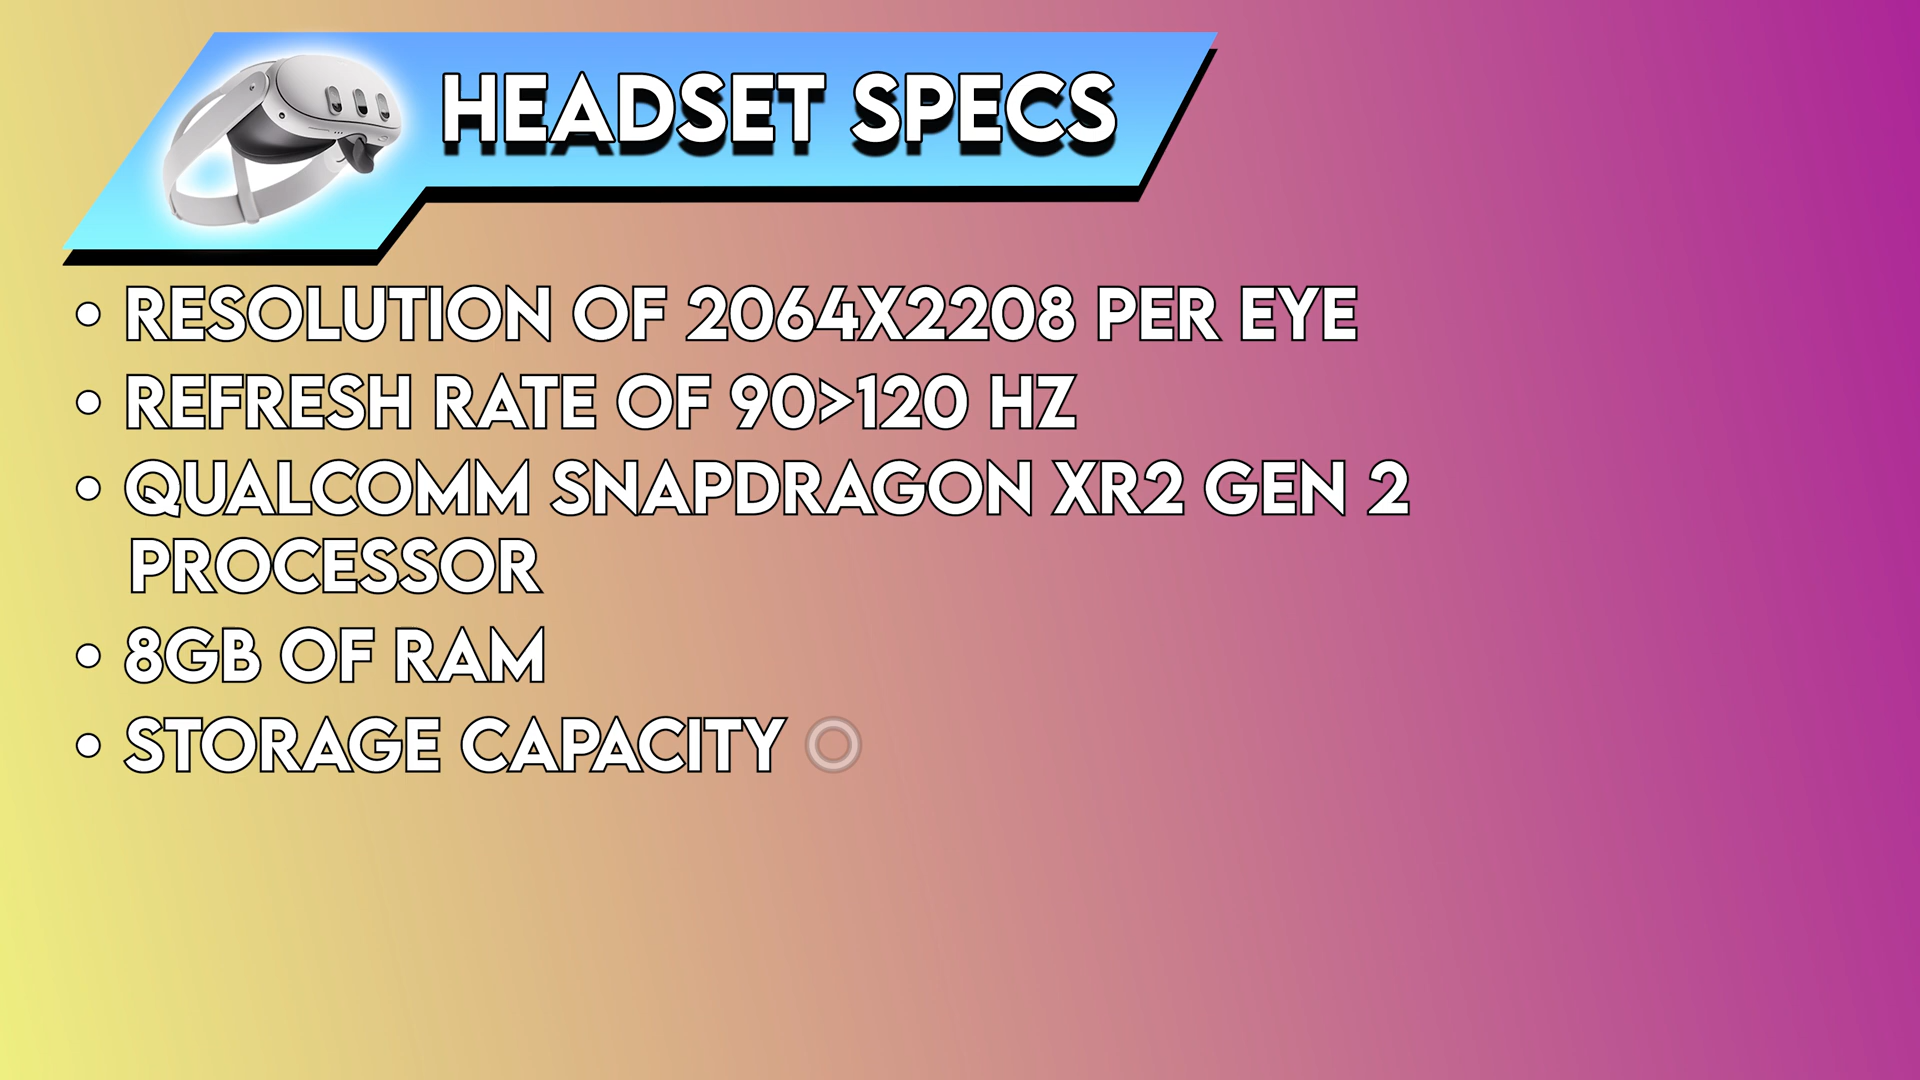 HEADSET SPECS
• RESOLUTION OF 2064X2208 PER EYE
• REFRESH RATE OF 90>120 HZ
• QUALCOMM SNAPDRAGON XR2 GEN 2
PROCESSOR
• 8GB OF RAM
• STORAGE CAPACITY O